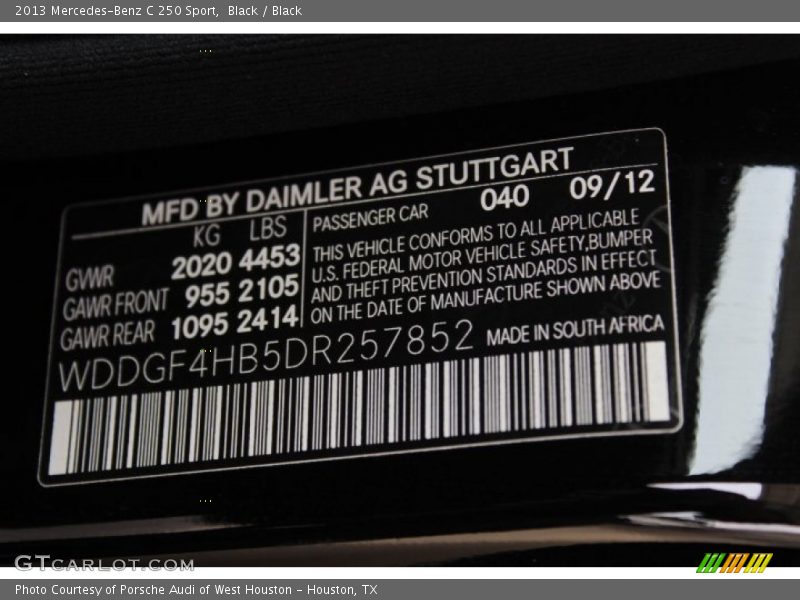 2013 Mercedes-Benz C 250 Sport,  Black / Black
MFD BY DAIMLER AG STUTTGART
KG LBS
GVWR 2020 4453
GAWR FRONT 955 2105
GAWR REAR 1095 2414
PASSENGER CAR 040 09/12
THIS VEHICLE CONFORMS TO ALL APPLICABLE
U.S. FEDERAL MOTOR VEHICLE SAFETY,BUMPER
AND THEFT PREVENTION STANDARDS IN EFFECT
ON THE DATE OF MANUFACTURE SHOWN ABOVE
WDDGF4HB5DR257852 MADE IN SOUTH AFRICA
GTCARLOT.COM
Photo Courtesy of Porsche Audi of West Houston - Houston, TX